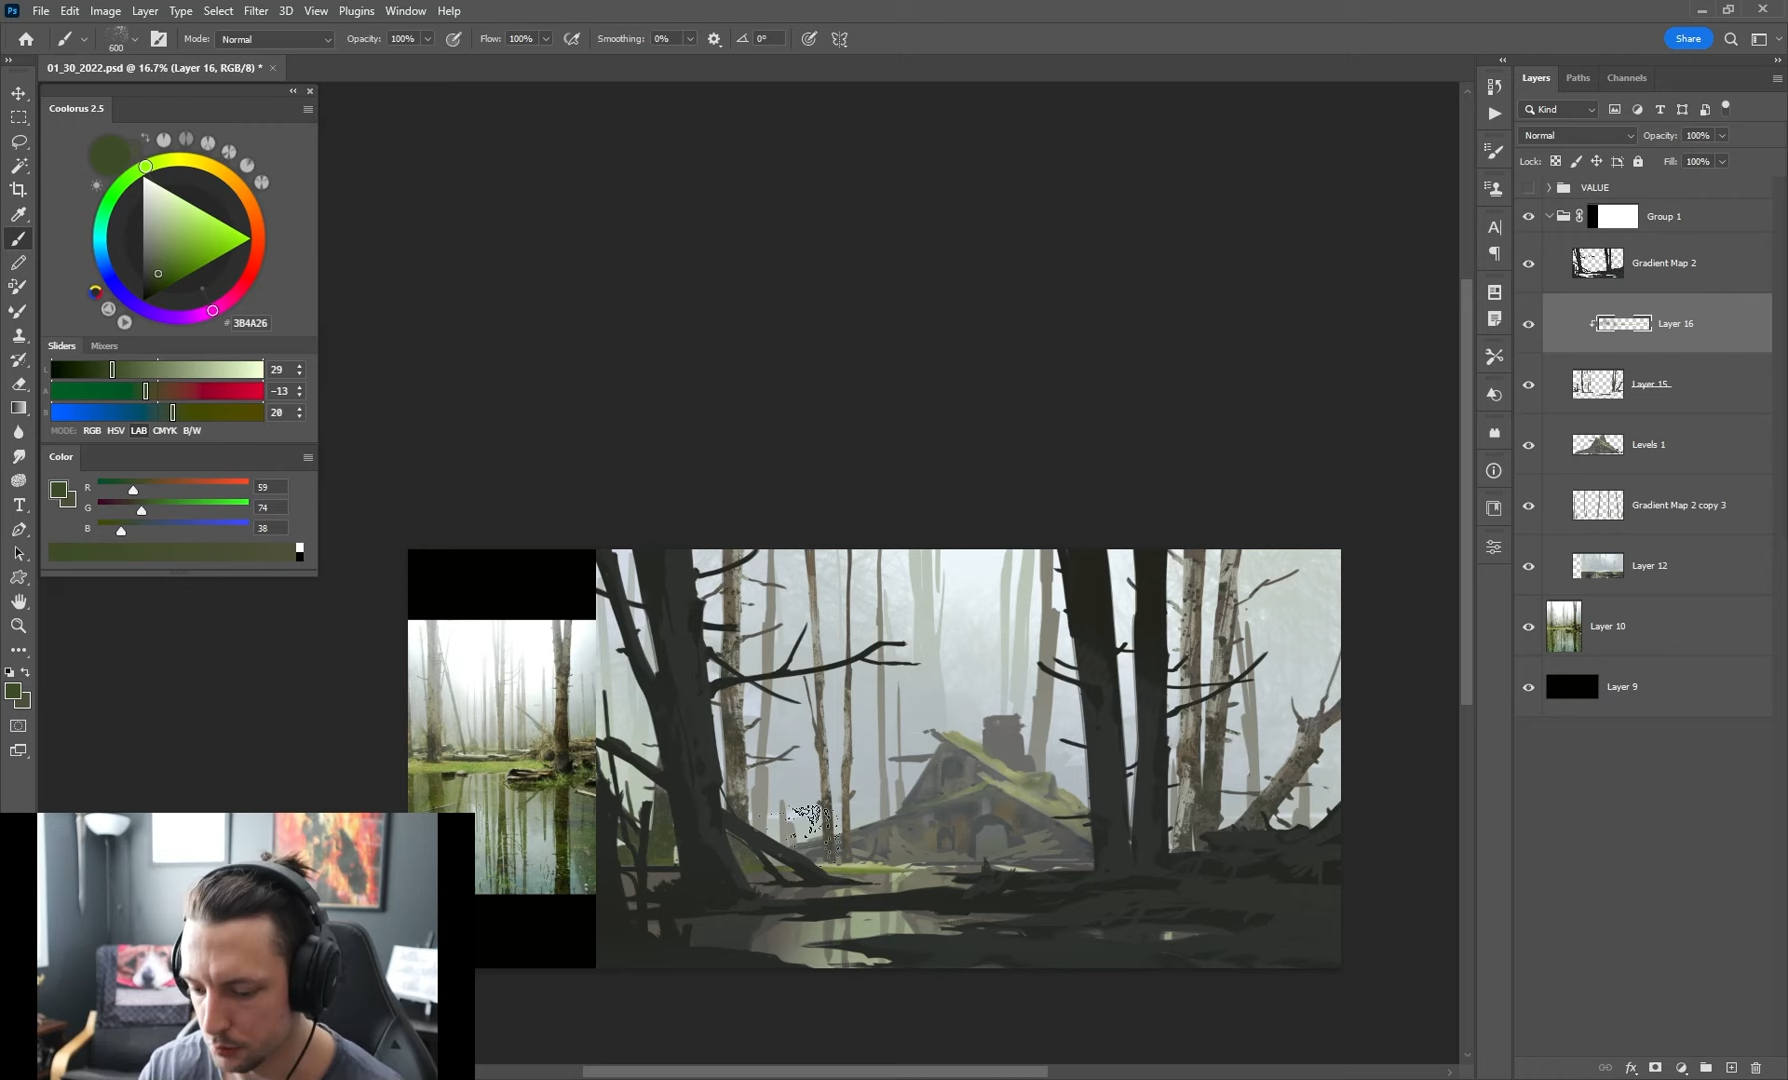 Ps File Edit Image Layer Type Select Filter 3D View Plugins Window Help
600 Mode: Normal Opacity: 100% Flow: 100% Smoothing: 0% 0° Share
01_30_2022.psd @ 16.7% (Layer 16, RGB/8) *
Coolorus 2.5
# 3B4A26
Sliders Mixers
L 29
A -13
B 20
MODE: RGB HSV LAB CMYK B/W
Color
R 59
G 74
B 38
Layers Paths Channels
Kind
Normal Opacity: 100%
Lock: Fill: 100%
VALUE
Group 1
Gradient Map 2
Layer 16
Layer 15
Levels 1
Gradient Map 2 copy 3
Layer 12
Layer 10
Layer 9
fx